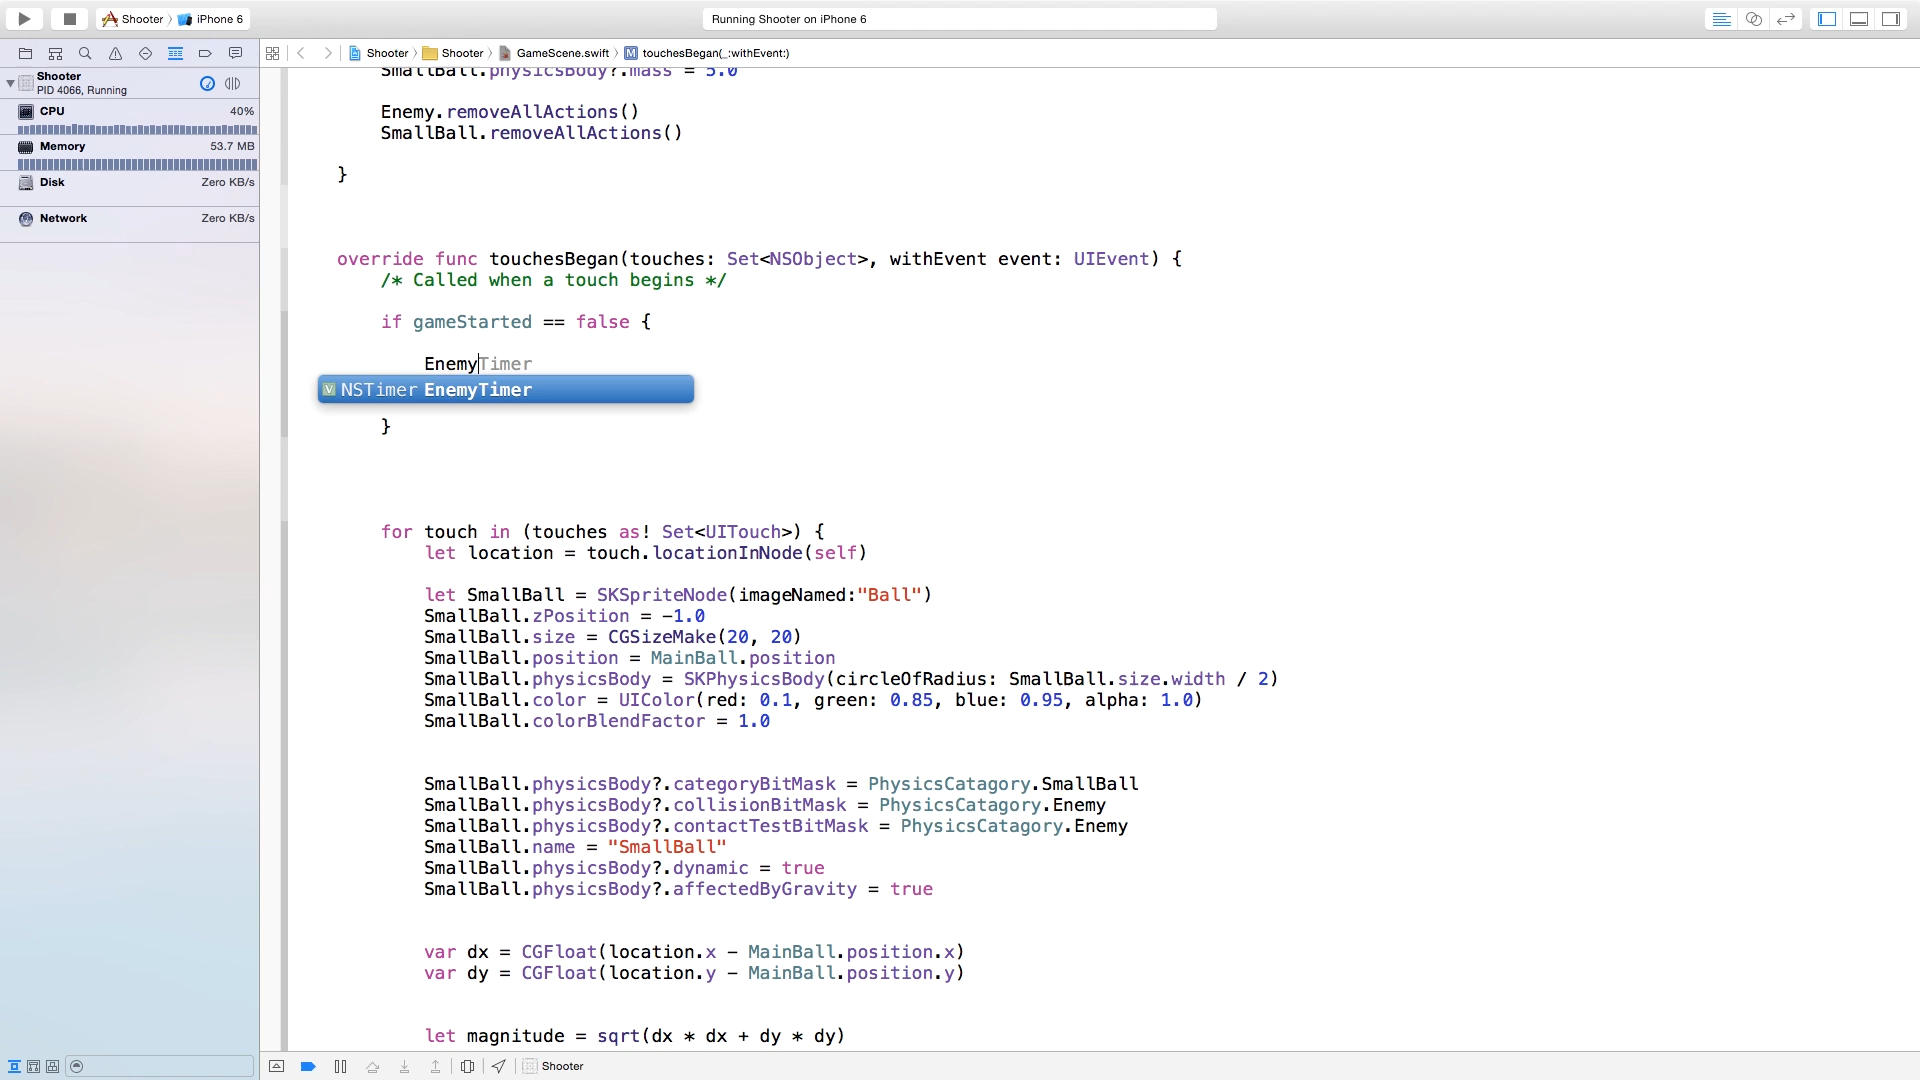 Shooter 〉 iPhone 6
Running Shooter on iPhone 6
Shooter 〉 Shooter 〉 GameScene.swift 〉 M touchesBegan(_:withEvent:)
Shooter
PID 4066, Running
CPU 40%
Memory 53.7 MB
Disk Zero KB/s
Network Zero KB/s
SmallBall.physicsBody?.mass = 5.0
Enemy.removeAllActions()
SmallBall.removeAllActions()
}
override func touchesBegan(touches: Set<NSObject>, withEvent event: UIEvent) {
/* Called when a touch begins */
if gameStarted == false {
EnemyTimer
V NSTimer EnemyTimer
}
for touch in (touches as! Set<UITouch>) {
let location = touch.locationInNode(self)
let SmallBall = SKSpriteNode(imageNamed:"Ball")
SmallBall.zPosition = -1.0
SmallBall.size = CGSizeMake(20, 20)
SmallBall.position = MainBall.position
SmallBall.physicsBody = SKPhysicsBody(circleOfRadius: SmallBall.size.width / 2)
SmallBall.color = UIColor(red: 0.1, green: 0.85, blue: 0.95, alpha: 1.0)
SmallBall.colorBlendFactor = 1.0
SmallBall.physicsBody?.categoryBitMask = PhysicsCatagory.SmallBall
SmallBall.physicsBody?.collisionBitMask = PhysicsCatagory.Enemy
SmallBall.physicsBody?.contactTestBitMask = PhysicsCatagory.Enemy
SmallBall.name = "SmallBall"
SmallBall.physicsBody?.dynamic = true
SmallBall.physicsBody?.affectedByGravity = true
var dx = CGFloat(location.x - MainBall.position.x)
var dy = CGFloat(location.y - MainBall.position.y)
let magnitude = sqrt(dx * dx + dy * dy)
Shooter